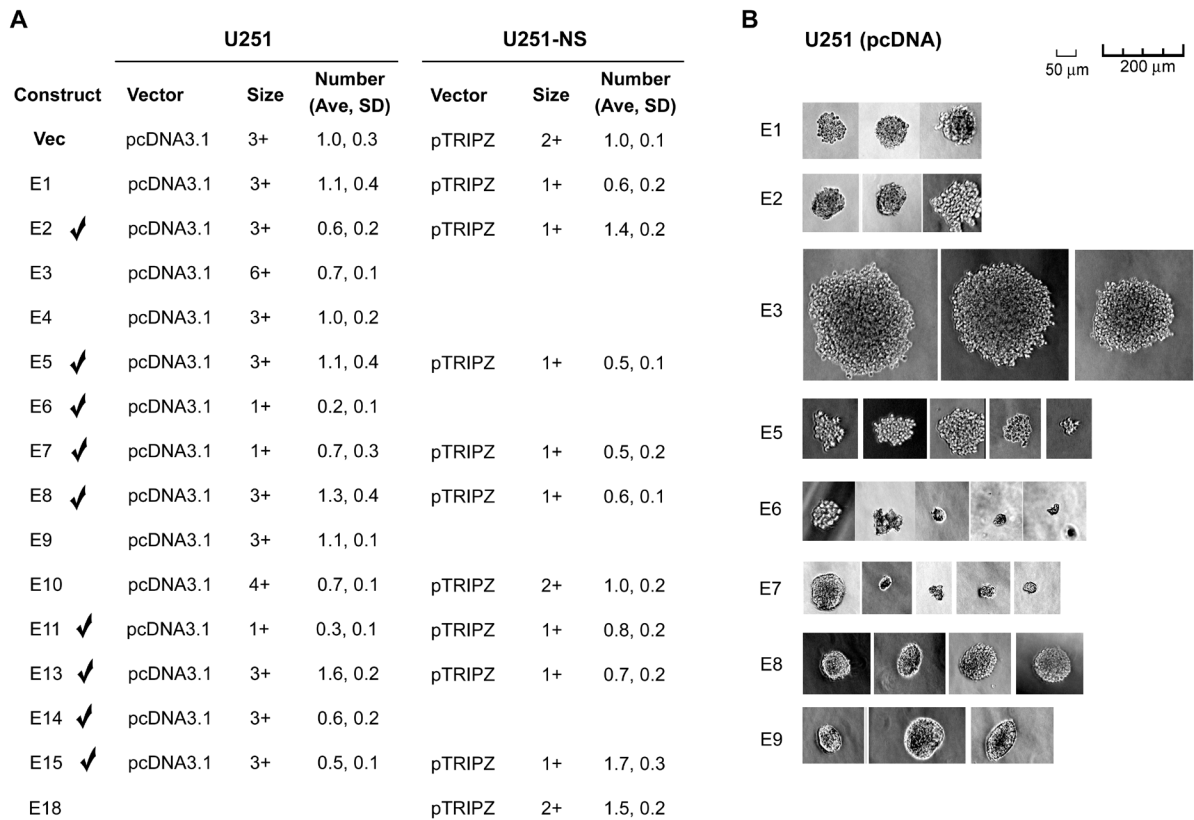 A
U251 U251-NS
Construct Vector Size Number (Ave, SD) Vector Size Number (Ave, SD)
Vec pcDNA3.1 3+ 1.0, 0.3 pTRIPZ 2+ 1.0, 0.1
E1 pcDNA3.1 3+ 1.1, 0.4 pTRIPZ 1+ 0.6, 0.2
E2 ✓ pcDNA3.1 3+ 0.6, 0.2 pTRIPZ 1+ 1.4, 0.2
E3 pcDNA3.1 6+ 0.7, 0.1
E4 pcDNA3.1 3+ 1.0, 0.2
E5 ✓ pcDNA3.1 3+ 1.1, 0.4 pTRIPZ 1+ 0.5, 0.1
E6 ✓ pcDNA3.1 1+ 0.2, 0.1
E7 ✓ pcDNA3.1 1+ 0.7, 0.3 pTRIPZ 1+ 0.5, 0.2
E8 ✓ pcDNA3.1 3+ 1.3, 0.4 pTRIPZ 1+ 0.6, 0.1
E9 pcDNA3.1 3+ 1.1, 0.1
E10 pcDNA3.1 4+ 0.7, 0.1 pTRIPZ 2+ 1.0, 0.2
E11 ✓ pcDNA3.1 1+ 0.3, 0.1 pTRIPZ 1+ 0.8, 0.2
E13 ✓ pcDNA3.1 3+ 1.6, 0.2 pTRIPZ 1+ 0.7, 0.2
E14 ✓ pcDNA3.1 3+ 0.6, 0.2
E15 ✓ pcDNA3.1 3+ 0.5, 0.1 pTRIPZ 1+ 1.7, 0.3
E18 pTRIPZ 2+ 1.5, 0.2
B
U251 (pcDNA)
50 µm 200 µm
E1
E2
E3
E5
E6
E7
E8
E9